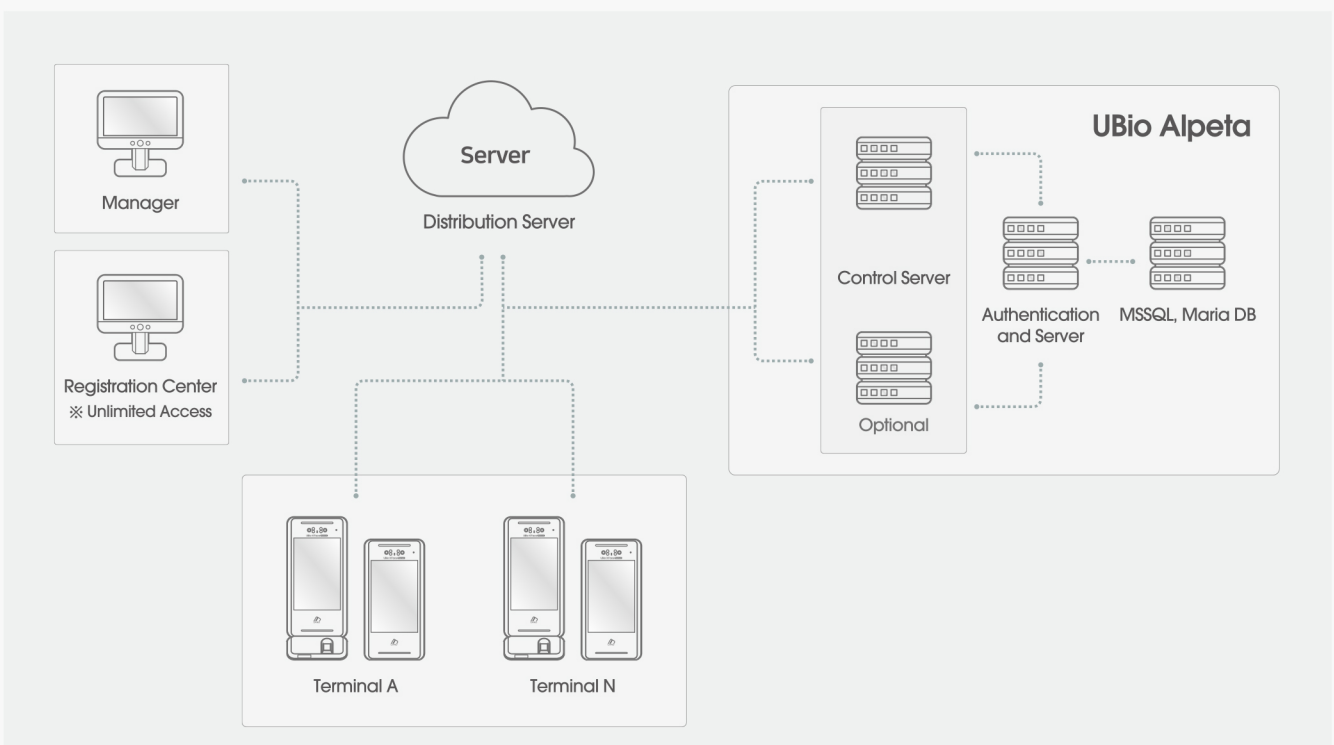 Manager
Registration Center
※ Unlimited Access
Server
Distribution Server
UBio Alpeta
Control Server
Optional
Authentication
and Server
MSSQL, Maria DB
Terminal A
Terminal N